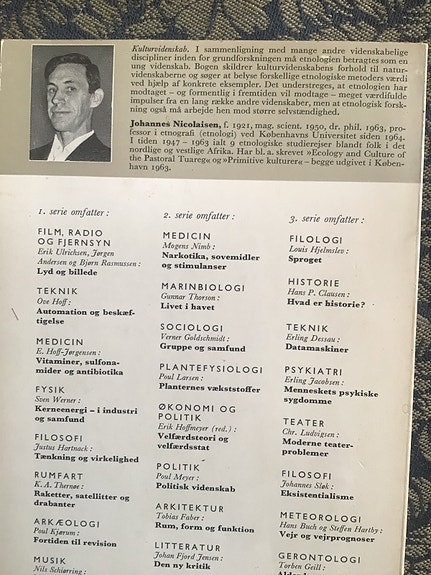 Kulturvidenskab. I sammenligning med mange andre videnskabelige
discipliner inden for grundforskningen må etnologien betragtes som en
ung videnskab. Bogen skildrer kulturvidenskabens forhold til natur-
videnskaberne og søger at belyse forskellige etnologiske metoders værdi
ved hjælp af konkrete eksempler. Det understreges, at etnologien har
modtaget – og formentlig i fremtiden vil modtage – meget værdifulde
impulser fra en lang række andre videnskaber, men at etnologisk forsk-
ning også må arbejde hen mod større selvstændighed.
Johannes Nicolaisen, f. 1921, mag. scient. 1950, dr. phil. 1963, pro-
fessor i etnografi (etnologi) ved Københavns Universitet siden 1964.
I tiden 1947 – 1963 ialt 9 etnologiske studierejser blandt folk i det
nordlige og vestlige Afrika. Har bl. a. skrevet »Ecology and Culture of
the Pastoral Tuareg« og »Primitive kulturer« – begge udgivet i Køben-
havn 1963.
1. serie omfatter:
FILM, RADIO
OG FJERNSYN
Erik Ulrichsen, Jørgen
Andersen og Bjørn Rasmussen:
Lyd og billede
TEKNIK
Ove Hoff:
Automation og beskæf-
tigelse
MEDICIN
E. Hoff-Jørgensen:
Vitaminer, sulfona-
mider og antibiotika
FYSIK
Sven Werner:
Kerneenergi – i industri
og samfund
FILOSOFI
Justus Hartnack:
Tænkning og virkelighed
RUMFART
K. A. Thernøe:
Raketter, satellitter og
drabanter
ARKÆOLOGI
Poul Kjærum:
Fortiden til revision
MUSIK
Nils Schiørring:
2. serie omfatter:
MEDICIN
Mogens Nimb:
Narkotika, sovemidler
og stimulanser
MARINBIOLOGI
Gunnar Thorson:
Livet i havet
SOCIOLOGI
Verner Goldschmidt:
Gruppe og samfund
PLANTEFYSIOLOGI
Poul Larsen:
Planternes vækststoffer
ØKONOMI OG
POLITIK
Erik Hoffmeyer (red.):
Velfærdsteori og
velfærdsstat
POLITIK
Poul Meyer:
Politisk videnskab
ARKITEKTUR
Tobias Faber:
Rum, form og funktion
LITTERATUR
Johan Fjord Jensen:
Den ny kritik
3. serie omfatter:
FILOLOGI
Louis Hjelmslev:
Sproget
HISTORIE
Hans P. Clausen:
Hvad er historie?
TEKNIK
Erling Dessau:
Datamaskiner
PSYKIATRI
Erling Jacobsen:
Menneskets psykiske
sygdomme
TEATER
Chr. Ludvigsen:
Moderne teater-
problemer
FILOSOFI
Johannes Sløk:
Eksistentialisme
METEOROLOGI
Hans Buch og Steffen Hartby:
Vejr og vejrprognoser
GERONTOLOGI
Torben Geill: